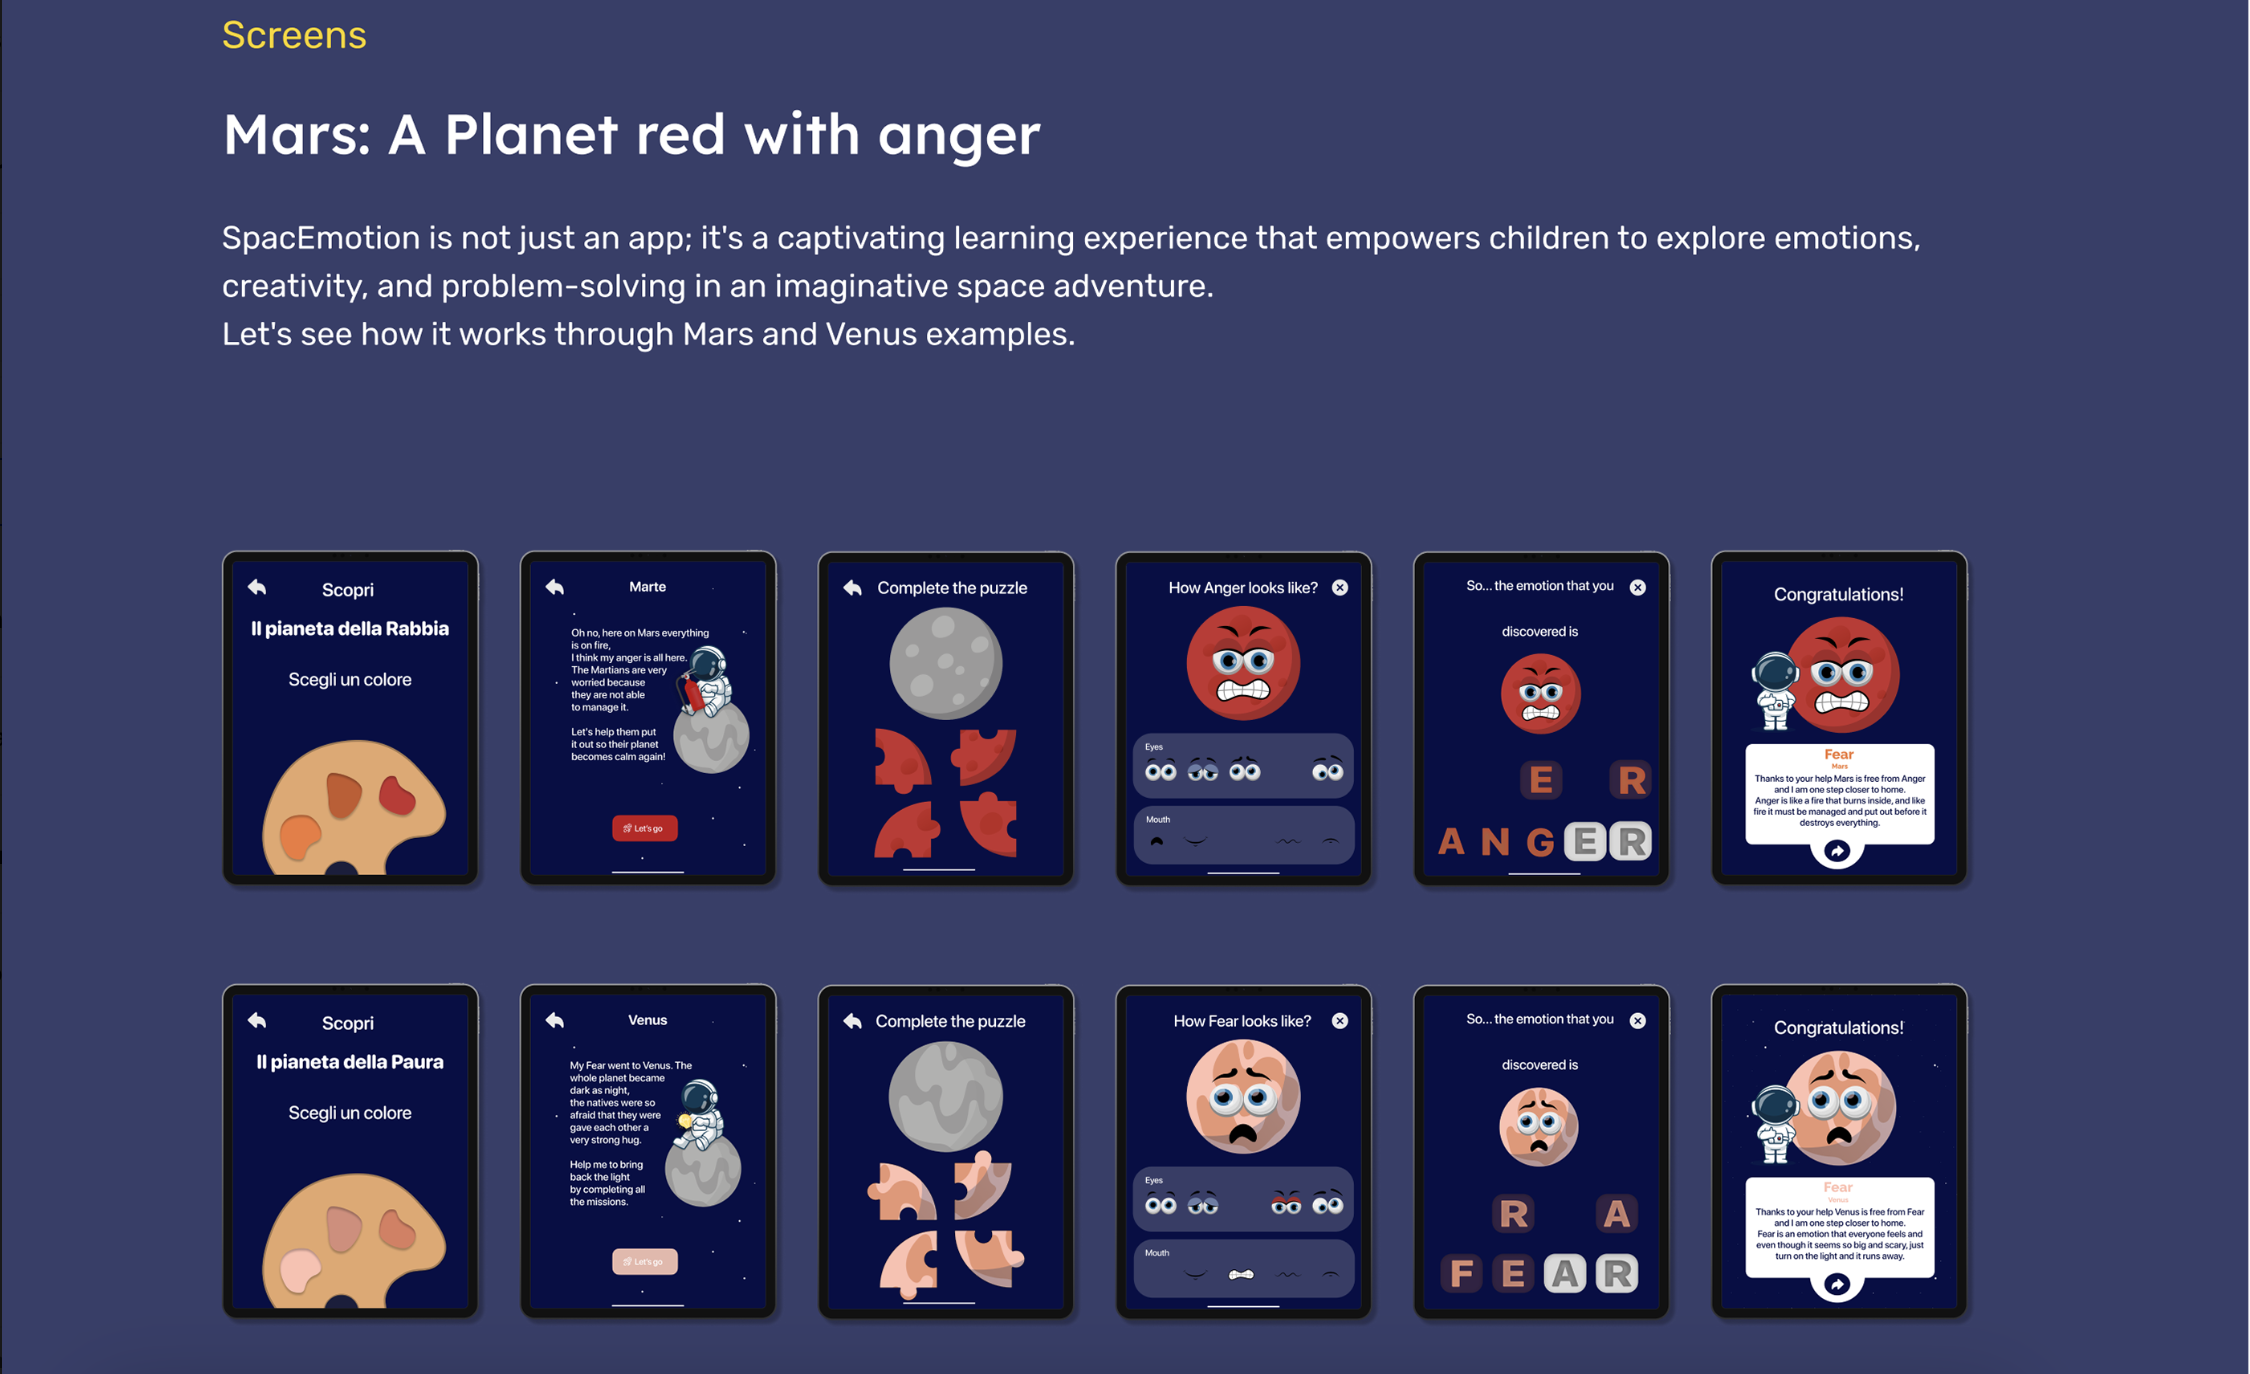 Screens
Mars: A Planet red with anger
SpacEmotion is not just an app; it's a captivating learning experience that empowers children to explore emotions,
creativity, and problem-solving in an imaginative space adventure.
Let's see how it works through Mars and Venus examples.
Scopri
Il pianeta della Rabbia
Scegli un colore
Marte
Oh no, here on Mars everything
is on fire,
I think my anger is all here.
The Martians are very
worried because
they are not able
to manage it.
Let's help them put
it out so their planet
becomes calm again!
Let's go
Complete the puzzle
How Anger looks like?
Eyes
Mouth
So... the emotion that you
discovered is
E R
A N G E R
Congratulations!
Fear
Mars
Thanks to your help Mars is free from Anger
and I am one step closer to home.
Anger is like a fire that burns inside, and like
fire it must be managed and put out before it
destroys everything.
Scopri
Il pianeta della Paura
Scegli un colore
Venus
My Fear went to Venus. The
whole planet became
dark as night,
the natives were so
afraid that they were
gave each other a
very strong hug.
Help me to bring
back the light
by completing all
the missions.
Let's go
Complete the puzzle
How Fear looks like?
Eyes
Mouth
So... the emotion that you
discovered is
R A
F E A R
Congratulations!
Fear
Venus
Thanks to your help Venus is free from Fear
and I am one step closer to home.
Fear is an emotion that everyone feels and
even though it seems so big and scary, just
turn on the light and it runs away.